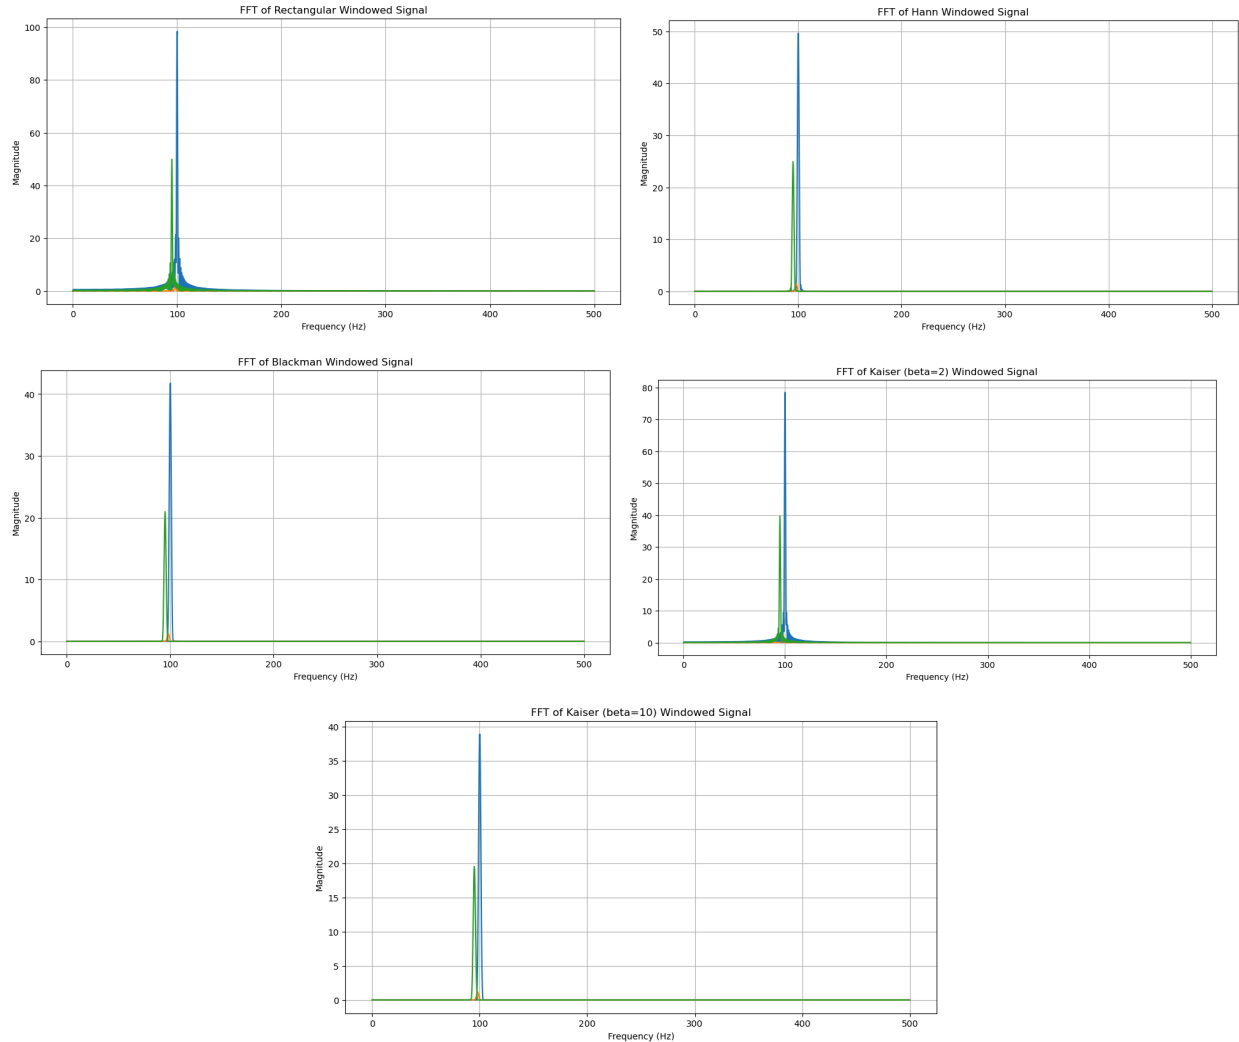 FFT of Rectangular Windowed Signal
100
80
60
40
20
0
Magnitude
0 100 200 300 400 500
Frequency (Hz)
FFT of Hann Windowed Signal
50
40
30
20
10
0
Magnitude
0 100 200 300 400 500
Frequency (Hz)
FFT of Blackman Windowed Signal
40
30
20
10
0
Magnitude
0 100 200 300 400 500
Frequency (Hz)
FFT of Kaiser (beta=2) Windowed Signal
80
70
60
50
40
30
20
10
0
Magnitude
0 100 200 300 400 500
Frequency (Hz)
FFT of Kaiser (beta=10) Windowed Signal
40
35
30
25
20
15
10
5
0
Magnitude
0 100 200 300 400 500
Frequency (Hz)